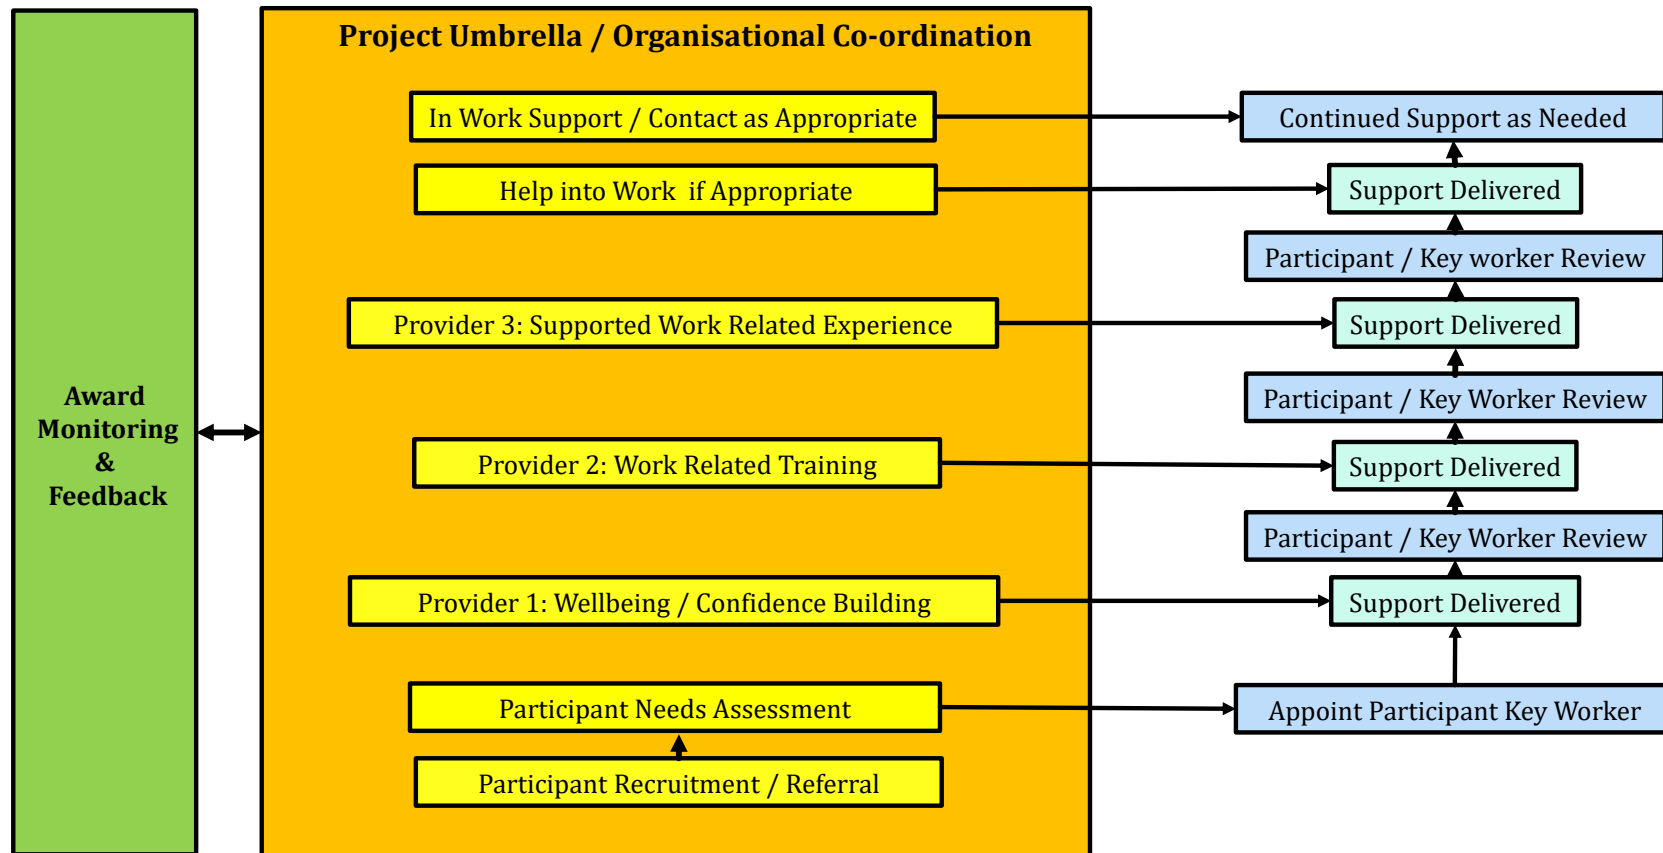 Project Umbrella / Organisational Co-ordination
In Work Support / Contact as Appropriate
Continued Support as Needed
Help into Work if Appropriate
Support Delivered
Participant / Key worker Review
Provider 3: Supported Work Related Experience
Support Delivered
Award
Monitoring
&
Feedback
Participant / Key Worker Review
Provider 2: Work Related Training
Support Delivered
Participant / Key Worker Review
Provider 1: Wellbeing / Confidence Building
Support Delivered
Participant Needs Assessment
Appoint Participant Key Worker
Participant Recruitment / Referral